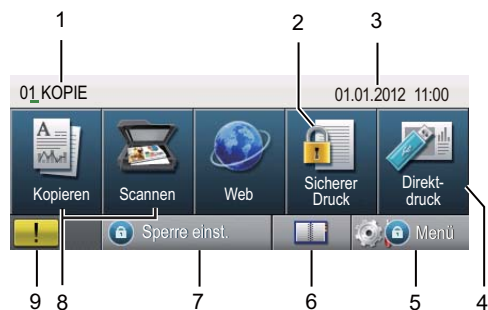 1
2
3
01 KOPIE
01.01.2012 11:00
Kopieren
Scannen
Web
Sicherer
Druck
Direkt-
druck
Sperre einst.
Menü
9
8
7
6
5
4